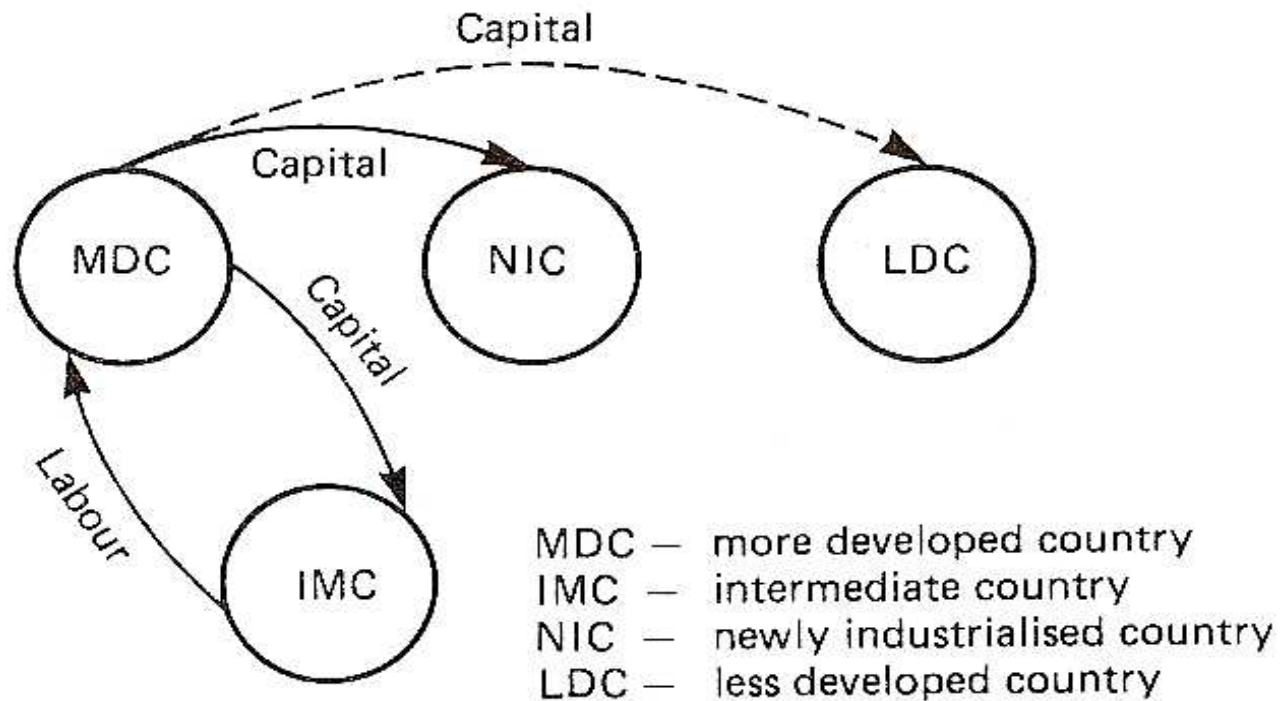 Capital
Capital
MDC
NIC
LDC
Capital
Labour
IMC
MDC — more developed country
IMC — intermediate country
NIC — newly industrialised country
LDC — less developed country